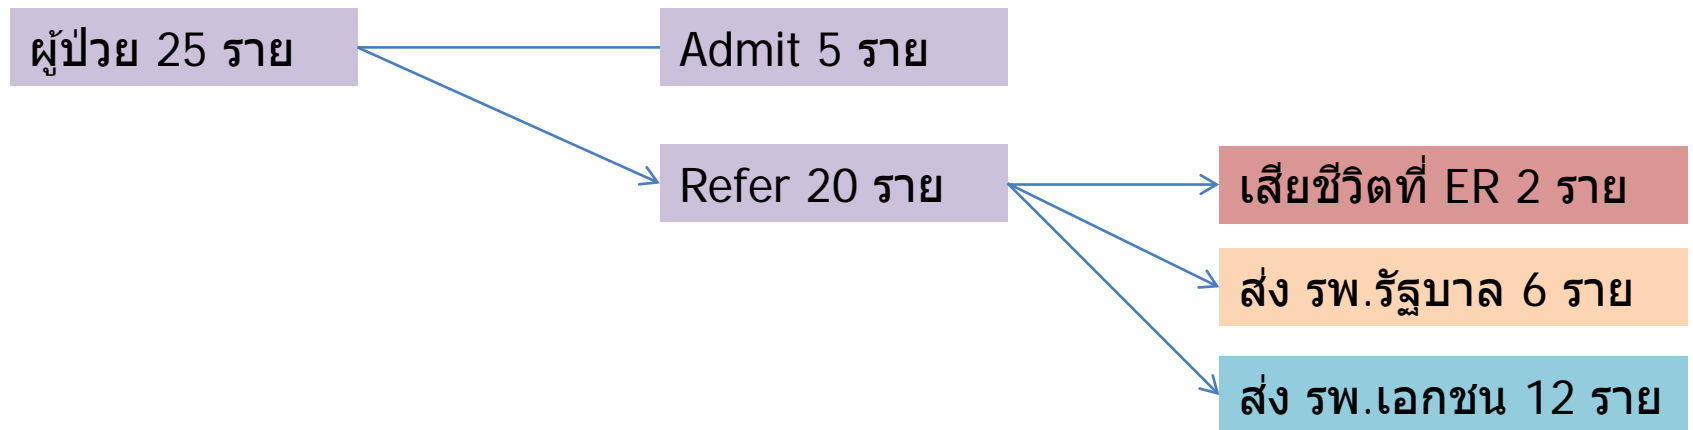 ผู้ป่วย 25 ราย
Admit 5 ราย
Refer 20 ราย
เสียชีวิตที่ ER 2 ราย
ส่ง รพ.รัฐบาล 6 ราย
ส่ง รพ.เอกชน 12 ราย